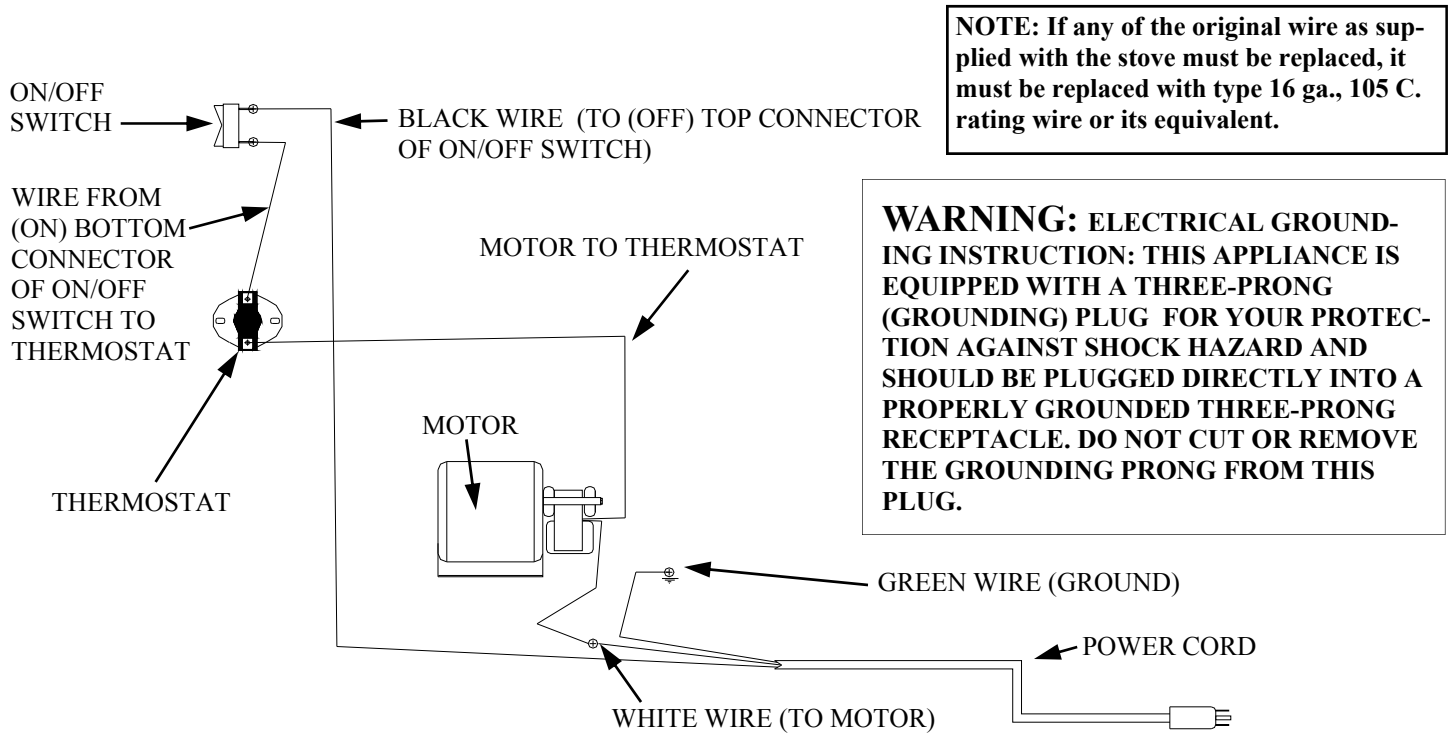 NOTE: If any of the original wire as sup-
plied with the stove must be replaced, it
must be replaced with type 16 ga., 105 C.
rating wire or its equivalent.
ON/OFF
SWITCH
BLACK WIRE (TO (OFF) TOP CONNECTOR
OF ON/OFF SWITCH)
WIRE FROM
(ON) BOTTOM
CONNECTOR
OF ON/OFF
SWITCH TO
THERMOSTAT
MOTOR TO THERMOSTAT
WARNING: ELECTRICAL GROUND-
ING INSTRUCTION: THIS APPLIANCE IS
EQUIPPED WITH A THREE-PRONG
(GROUNDING) PLUG FOR YOUR PROTEC-
TION AGAINST SHOCK HAZARD AND
SHOULD BE PLUGGED DIRECTLY INTO A
PROPERLY GROUNDED THREE-PRONG
RECEPTACLE. DO NOT CUT OR REMOVE
THE GROUNDING PRONG FROM THIS
PLUG.
MOTOR
THERMOSTAT
GREEN WIRE (GROUND)
POWER CORD
WHITE WIRE (TO MOTOR)